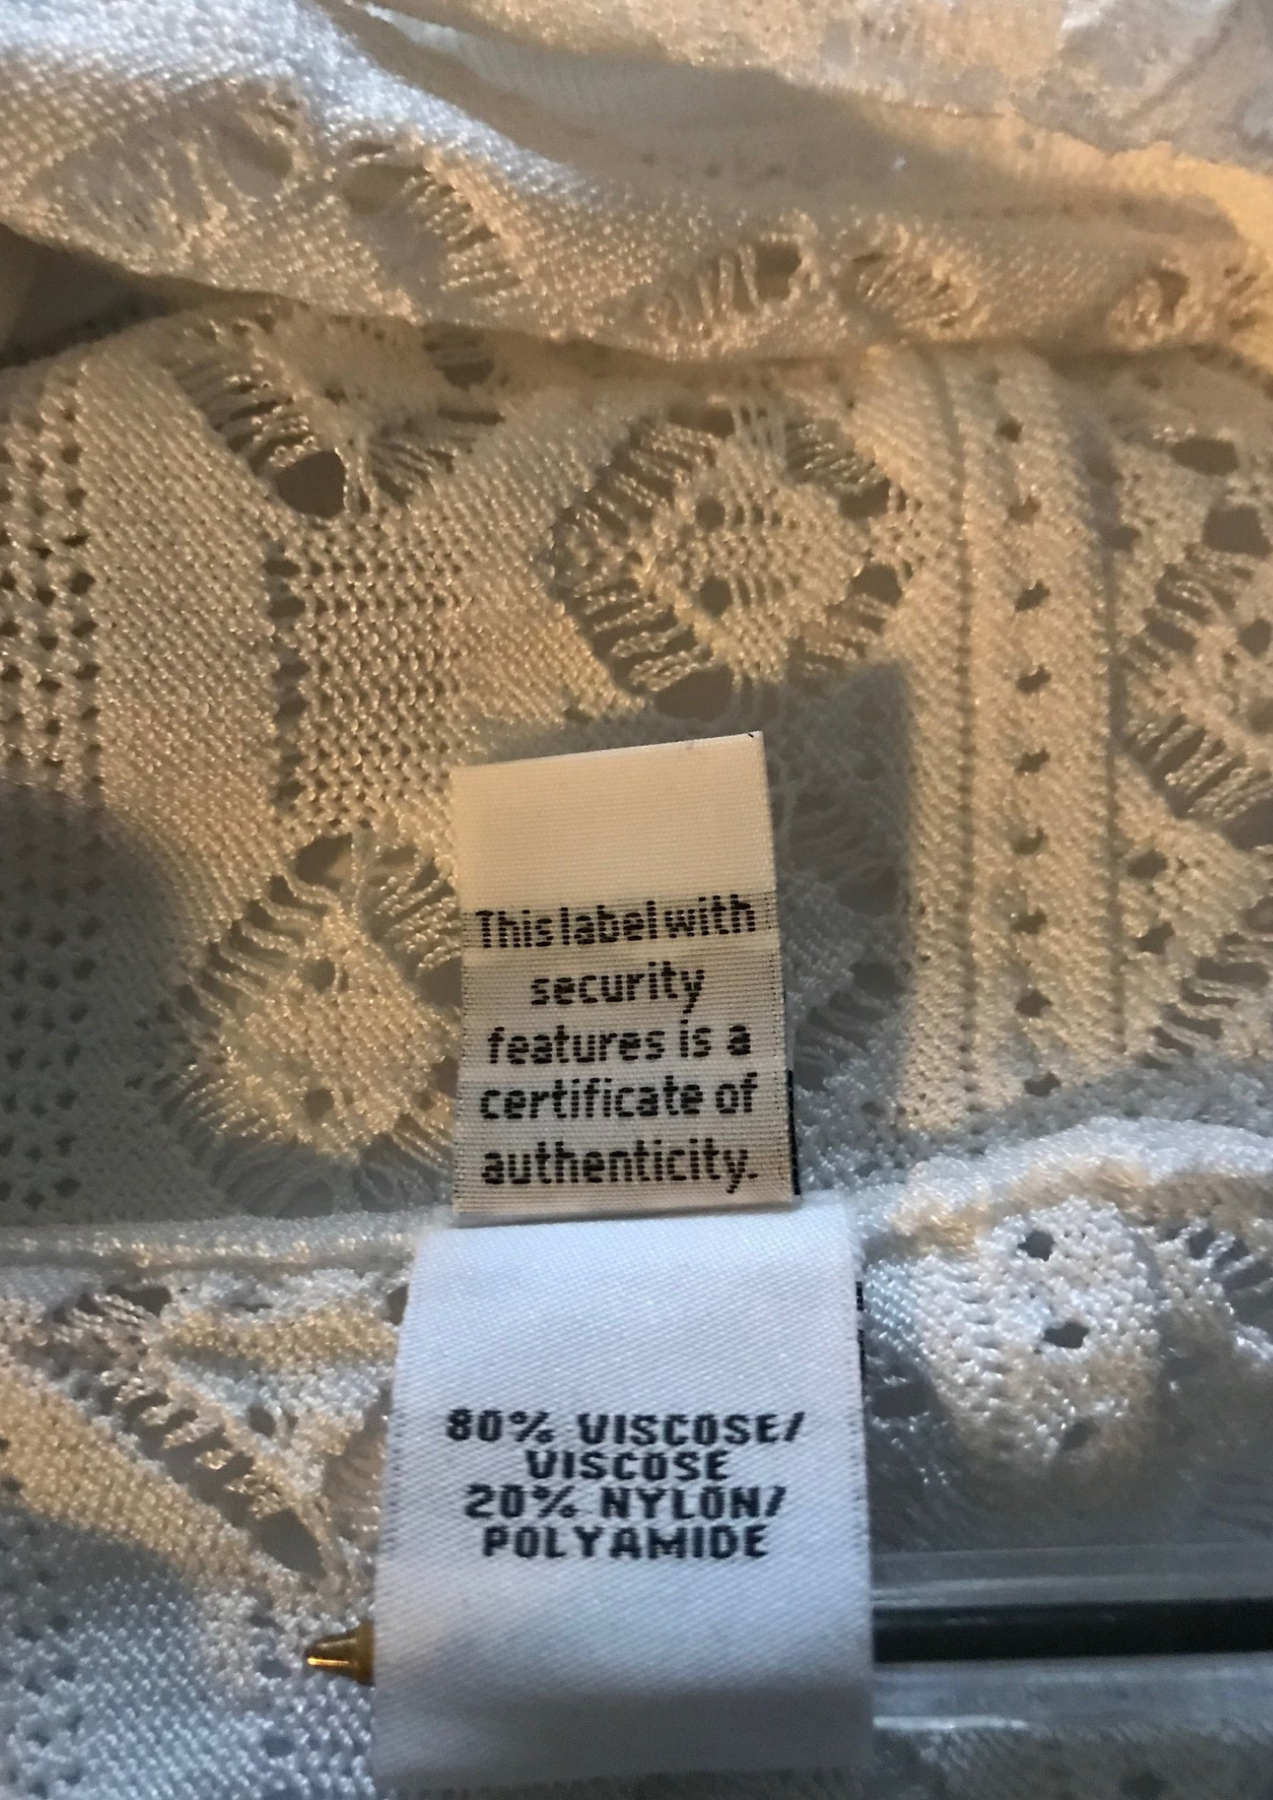 This label with
security
features is a
certificate of
authenticity.
80% VISCOSE/
VISCOSE
20% NYLON/
POLYAMIDE